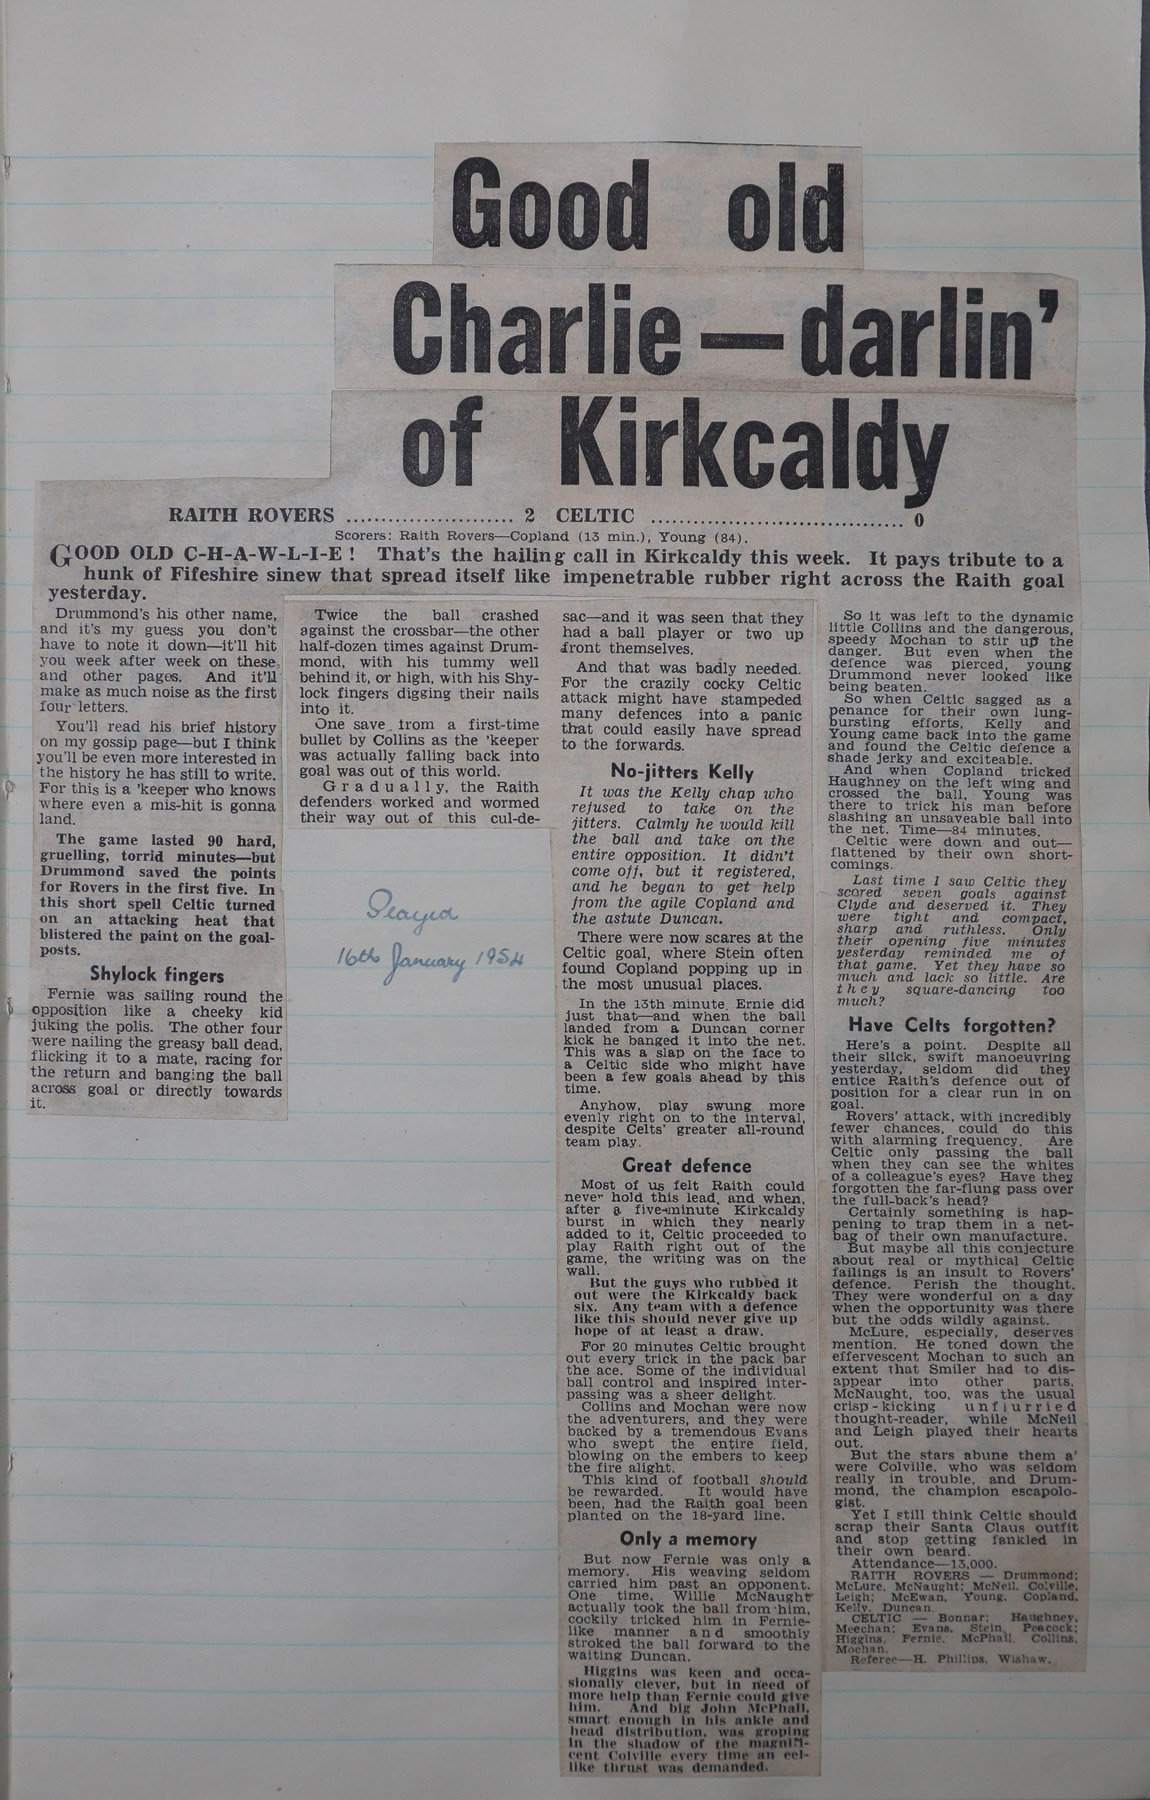 Good old
Charlie — darlin'
of Kirkcaldy
RAITH ROVERS ...................... 2 CELTIC .................................. 0
Scorers: Raith Rovers—Copland (13 min.), Young (84).
GOOD OLD C-H-A-W-L-I-E! That's the hailing call in Kirkcaldy this week. It pays tribute to a
hunk of Fifeshire sinew that spread itself like impenetrable rubber right across the Raith goal
yesterday.
Drummond's his other name,
and it's my guess you don't
have to note it down—it'll hit
you week after week on these
and other pages. And it'll
make as much noise as the first
four letters.
You'll read his brief history
on my gossip page—but I think
you'll be even more interested in
the history he has still to write.
For this is a 'keeper who knows
where even a mis-hit is gonna
land.
The game lasted 90 hard,
gruelling, torrid minutes—but
Drummond saved the points
for Rovers in the first five. In
this short spell Celtic turned
on an attacking heat that
blistered the paint on the goal-
posts.
Shylock fingers
Fernie was sailing round the
opposition like a cheeky kid
juking the polis. The other four
were nailing the greasy ball dead,
flicking it to a mate, racing for
the return and banging the ball
across goal or directly towards
it.
Twice the ball crashed
against the crossbar—the other
half-dozen times against Drum-
mond, with his tummy well
behind it, or high, with his Shy-
lock fingers digging their nails
into it.
One save from a first-time
bullet by Collins as the 'keeper
was actually falling back into
goal was out of this world.
Gradually, the Raith
defenders worked and wormed
their way out of this cul-de-
Played
16th January 1954
sac—and it was seen that they
had a ball player or two up
front themselves.
And that was badly needed.
For the crazily cocky Celtic
attack might have stampeded
many defences into a panic
that could easily have spread
to the forwards.
No-jitters Kelly
It was the Kelly chap who
refused to take on the
jitters. Calmly he would kill
the ball and take on the
entire opposition. It didn't
come off, but it registered,
and he began to get help
from the agile Copland and
the astute Duncan.
There were now scares at the
Celtic goal, where Stein often
found Copland popping up in
the most unusual places.
In the 13th minute Ernie did
just that—and when the ball
landed from a Duncan corner
kick he banged it into the net.
This was a slap on the face to
a Celtic side who might have
been a few goals ahead by this
time.
Anyhow, play swung more
evenly right on to the interval,
despite Celts' greater all-round
team play.
Great defence
Most of us felt Raith could
never hold this lead, and when,
after a five-minute Kirkcaldy
burst in which they nearly
added to it, Celtic proceeded to
play Raith right out of the
game, the writing was on the
wall.
But the guys who rubbed it
out were the Kirkcaldy back
six. Any team with a defence
like this should never give up
hope of at least a draw.
For 20 minutes Celtic brought
out every trick in the pack bar
the ace. Some of the individual
ball control and inspired inter-
passing was a sheer delight.
Collins and Mochan were now
the adventurers, and they were
backed by a tremendous Evans
who swept the entire field,
blowing on the embers to keep
the fire alight.
This kind of football should
be rewarded. It would have
been, had the Raith goal been
planted on the 18-yard line.
Only a memory
But now Fernie was only a
memory. His weaving seldom
carried him past an opponent.
One time, Willie McNaught
actually took the ball from him,
cockily tricked him in Fernie-
like manner and smoothly
stroked the ball forward to the
waiting Duncan.
Higgins was keen and occa-
sionally clever, but in need of
more help than Fernie could give
him. And big John McPhail,
smart enough in his ankle and
head distribution, was groping
in the shadow of the magnifi-
cent Colville every time an eel-
like thrust was demanded.
So it was left to the dynamic
little Collins and the dangerous,
speedy Mochan to stir up the
danger. But even when the
defence was pierced, young
Drummond never looked like
being beaten.
So when Celtic sagged as a
penance for their own lung-
bursting efforts, Kelly and
Young came back into the game
and found the Celtic defence a
shade jerky and exciteable.
And when Copland tricked
Haughney on the left wing and
crossed the ball, Young was
there to trick his man before
slashing an unsaveable ball into
the net. Time—84 minutes.
Celtic were down and out—
flattened by their own short-
comings.
Last time I saw Celtic they
scored seven goals against
Clyde and deserved it. They
were tight and compact,
sharp and ruthless. Only
their opening five minutes
yesterday reminded me of
that game. Yet they have so
much and lack so little. Are
they square-dancing too
much?
Have Celts forgotten?
Here's a point. Despite all
their slick, swift manoeuvring
yesterday, seldom did they
entice Raith's defence out of
position for a clear run in on
goal.
Rovers' attack, with incredibly
fewer chances, could do this
with alarming frequency. Are
Celtic only passing the ball
when they can see the whites
of a colleague's eyes? Have they
forgotten the far-flung pass over
the full-back's head?
Certainly something is hap-
pening to trap them in a net-
bag of their own manufacture.
But maybe all this conjecture
about real or mythical Celtic
failings is an insult to Rovers'
defence. Perish the thought.
They were wonderful on a day
when the opportunity was there
but the odds wildly against.
McLure, especially, deserves
mention. He toned down the
effervescent Mochan to such an
extent that Smiler had to dis-
appear into other parts.
McNaught, too, was the usual
crisp-kicking unflurried
thought-reader, while McNeil
and Leigh played their hearts
out.
But the stars abune them a'
were Colville, who was seldom
really in trouble, and Drum-
mond, the champion escapolo-
gist.
Yet I still think Celtic should
scrap their Santa Claus outfit
and stop getting fankled in
their own beard.
Attendance—13,000.
RAITH ROVERS — Drummond;
McLure, McNaught; McNeil, Colville,
Leigh; McEwan, Young, Copland,
Kelly, Duncan.
CELTIC — Bonnar; Haughney,
Meechan; Evans, Stein, Peacock;
Higgins, Fernie, McPhail, Collins,
Mochan.
Referee—H. Phillips, Wishaw.